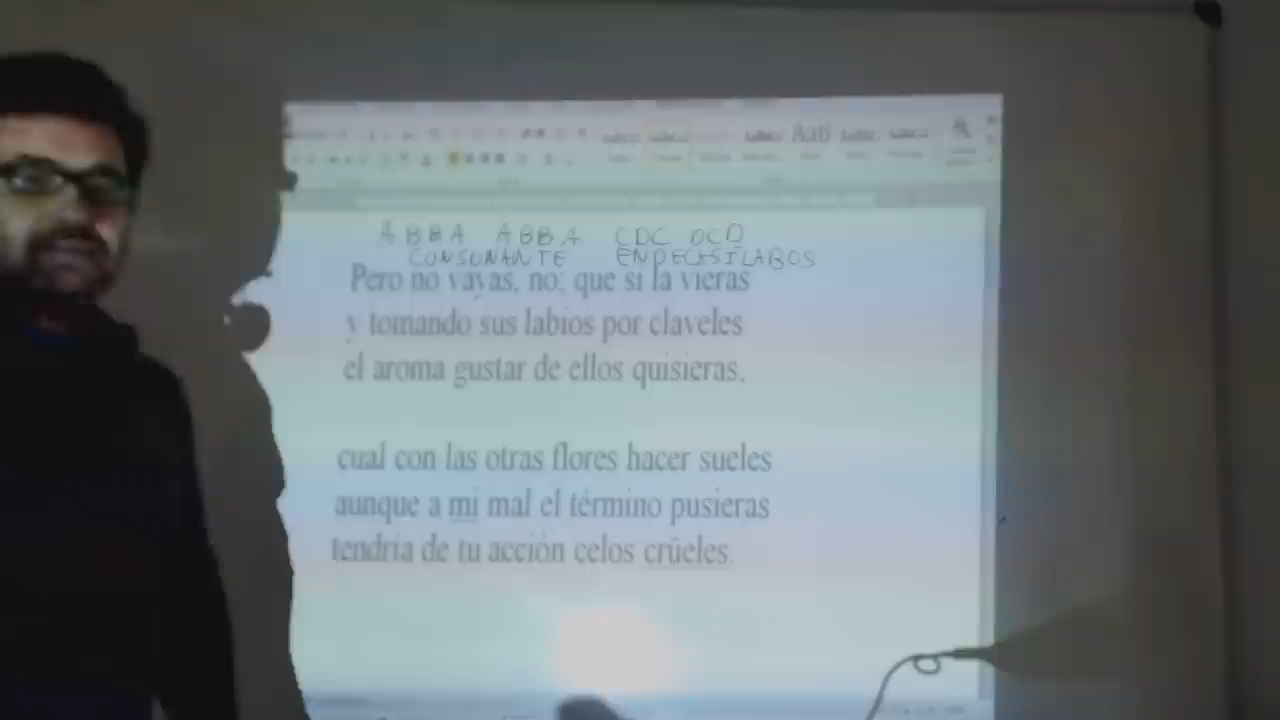 ABBA ABBA CDC DCD
CONSONANTE ENDECASILABOS
Pero no vayas, no; que si la vieras
y tomando sus labios por claveles
el aroma gustar de ellos quisieras.
cual con las otras flores hacer sueles
aunque a mi mal el término pusieras
tendría de tu acción celos crüeles.